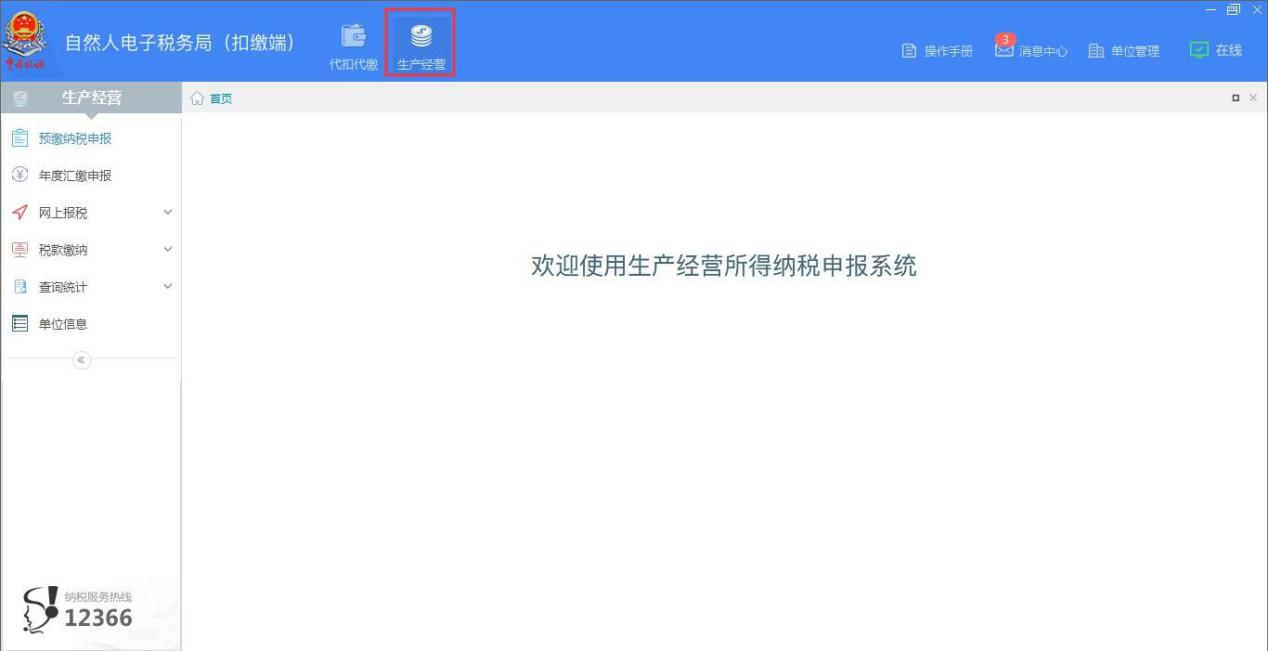 自然人电子税务局（扣缴端）
代扣代缴
生产经营
操作手册
3
消息中心
单位管理
在线
生产经营
首页
预缴纳税申报
年度汇缴申报
网上报税
税款缴纳
查询统计
单位信息
欢迎使用生产经营所得纳税申报系统
纳税服务热线
12366